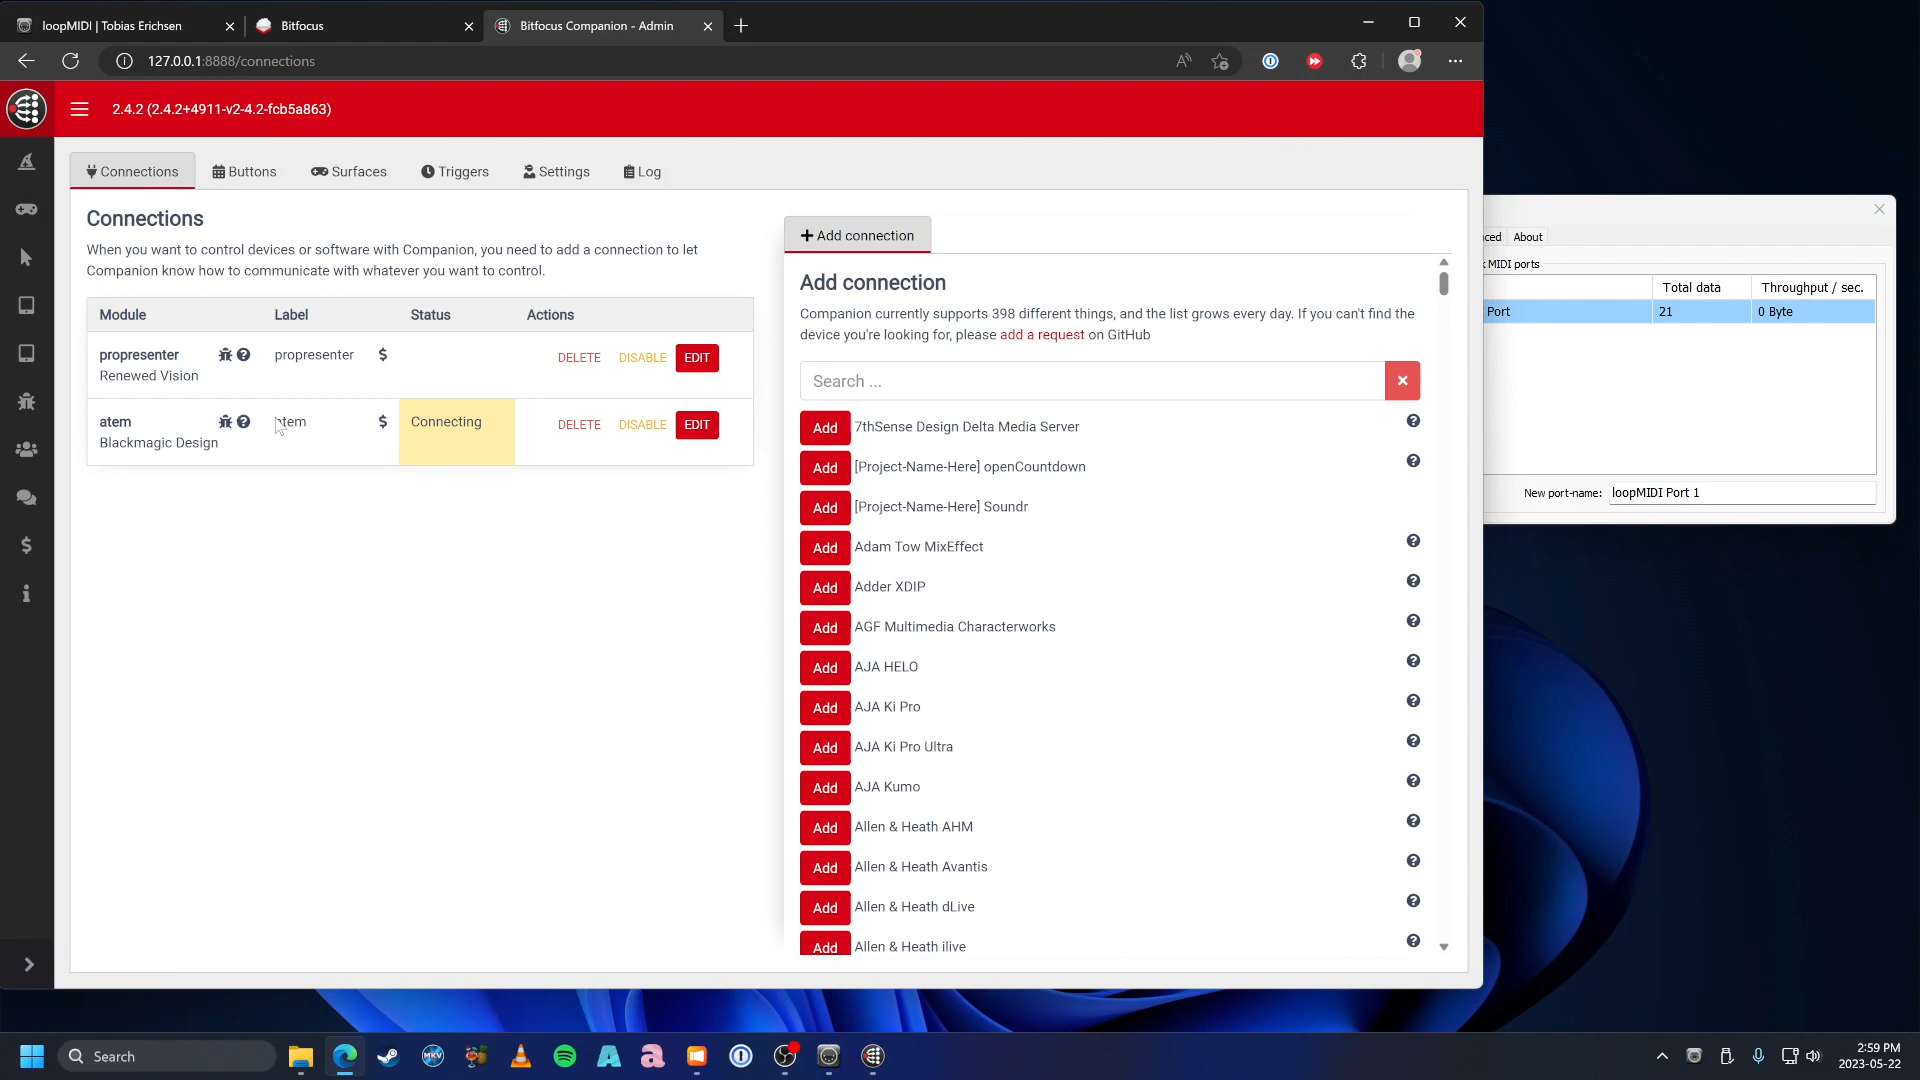 loopMIDI | Tobias Erichsen
Bitfocus
Bitfocus Companion - Admin
127.0.0.1:8888/connections
2.4.2 (2.4.2+4911-v2-4.2-fcb5a863)
Connections
Buttons
Surfaces
Triggers
Settings
Log
Connections
When you want to control devices or software with Companion, you need to add a connection to let
Companion know how to communicate with whatever you want to control.
Module Label Status Actions
propresenter propresenter $ DELETE DISABLE EDIT
Renewed Vision
atem atem $ Connecting DELETE DISABLE EDIT
Blackmagic Design
Add connection
Add connection
Companion currently supports 398 different things, and the list grows every day. If you can't find the
device you're looking for, please add a request on GitHub
Search ...
Add 7thSense Design Delta Media Server
Add [Project-Name-Here] openCountdown
Add [Project-Name-Here] Soundr
Add Adam Tow MixEffect
Add Adder XDIP
Add AGF Multimedia Characterworks
Add AJA HELO
Add AJA Ki Pro
Add AJA Ki Pro Ultra
Add AJA Kumo
Add Allen & Heath AHM
Add Allen & Heath Avantis
Add Allen & Heath dLive
Add Allen & Heath ilive
ced About
k MIDI ports
Total data Throughput / sec.
Port 21 0 Byte
New port-name: loopMIDI Port 1
Search
MKV
2:59 PM
2023-05-22